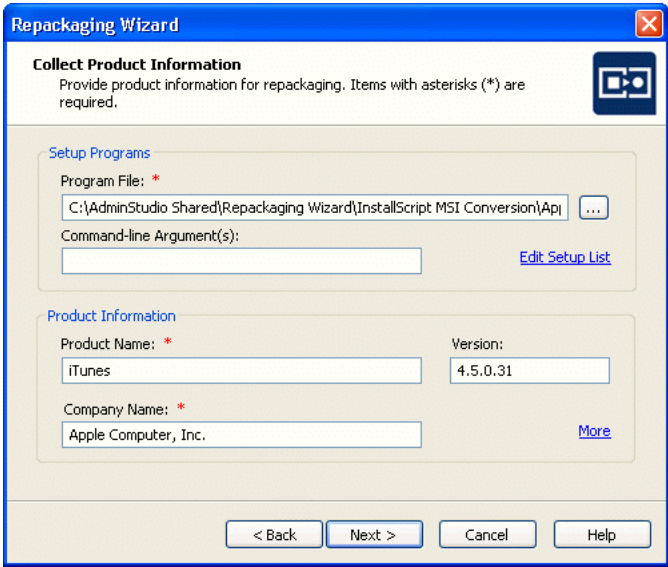 Repackaging Wizard
Collect Product Information
Provide product information for repackaging. Items with asterisks (*) are
required.
Setup Programs
Program File: *
C:\AdminStudio Shared\Repackaging Wizard\InstallScript MSI Conversion\App
...
Command-line Argument(s):
Edit Setup List
Product Information
Product Name: *
Version:
iTunes
4.5.0.31
Company Name: *
Apple Computer, Inc.
More
< Back
Next >
Cancel
Help